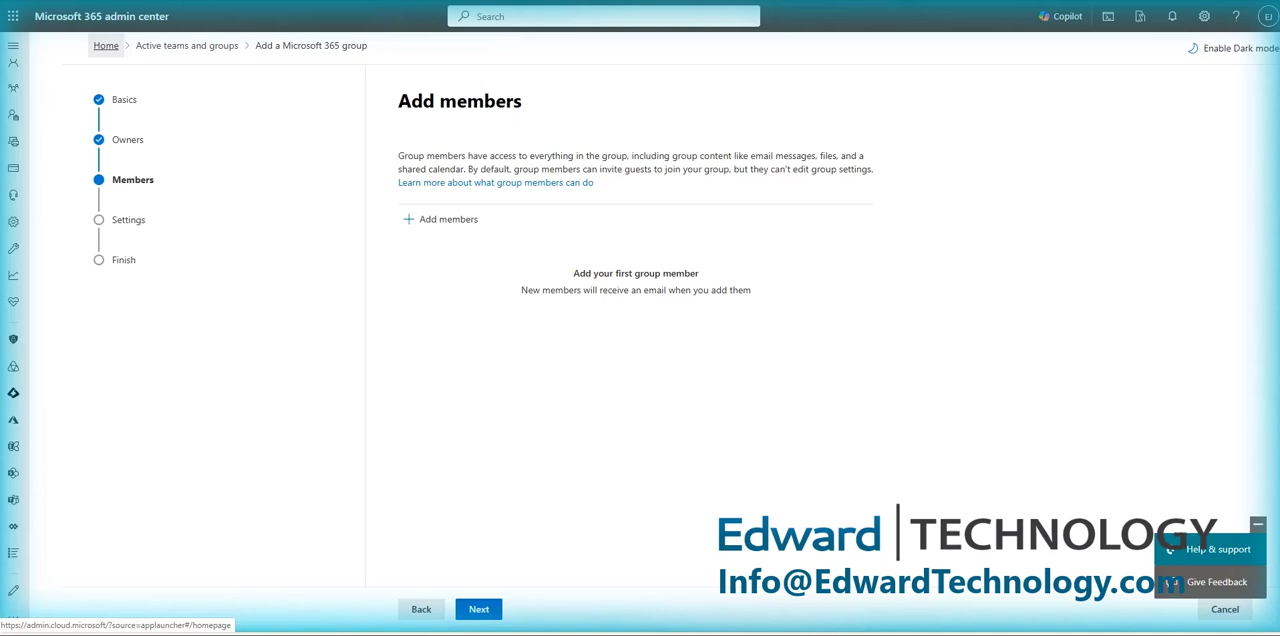 Microsoft 365 admin center
Search
Copilot
EJ
Home > Active teams and groups > Add a Microsoft 365 group
Enable Dark mode
Basics
Owners
Members
Settings
Finish
Add members
Group members have access to everything in the group, including group content like email messages, files, and a
shared calendar. By default, group members can invite guests to join your group, but they can't edit group settings.
Learn more about what group members can do
Add members
Add your first group member
New members will receive an email when you add them
Edward | TECHNOLOGY
Info@EdwardTechnology.com
Help & support
Give Feedback
Back
Next
Cancel
https://admin.cloud.microsoft/?source=applauncher#/homepage